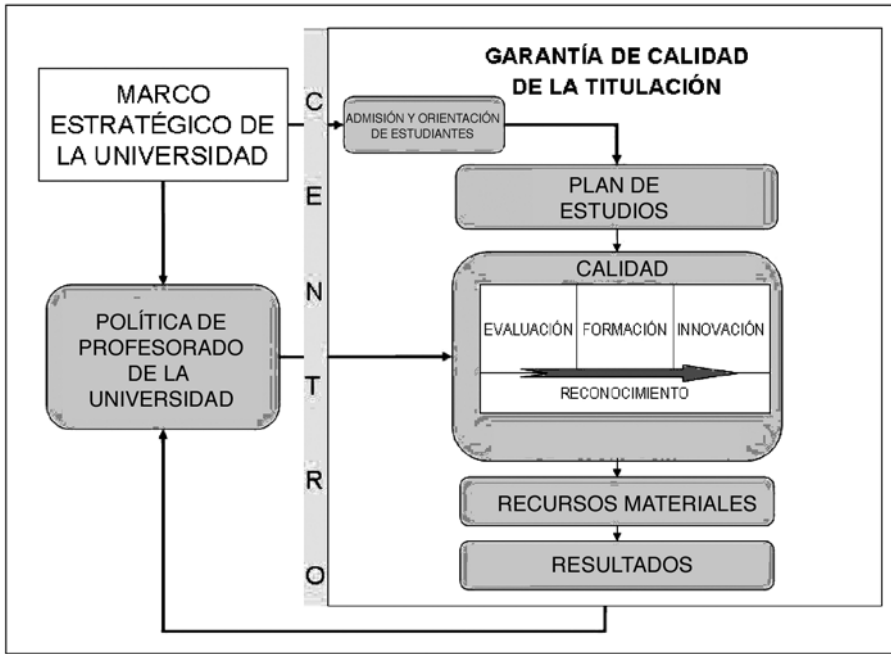 MARCO
ESTRATÉGICO DE
LA UNIVERSIDAD
POLÍTICA DE
PROFESORADO
DE LA
UNIVERSIDAD
C
E
N
T
R
O
GARANTÍA DE CALIDAD
DE LA TITULACIÓN
ADMISIÓN Y ORIENTACIÓN
DE ESTUDIANTES
PLAN DE
ESTUDIOS
CALIDAD
EVALUACIÓN FORMACIÓN INNOVACIÓN
RECONOCIMIENTO
RECURSOS MATERIALES
RESULTADOS